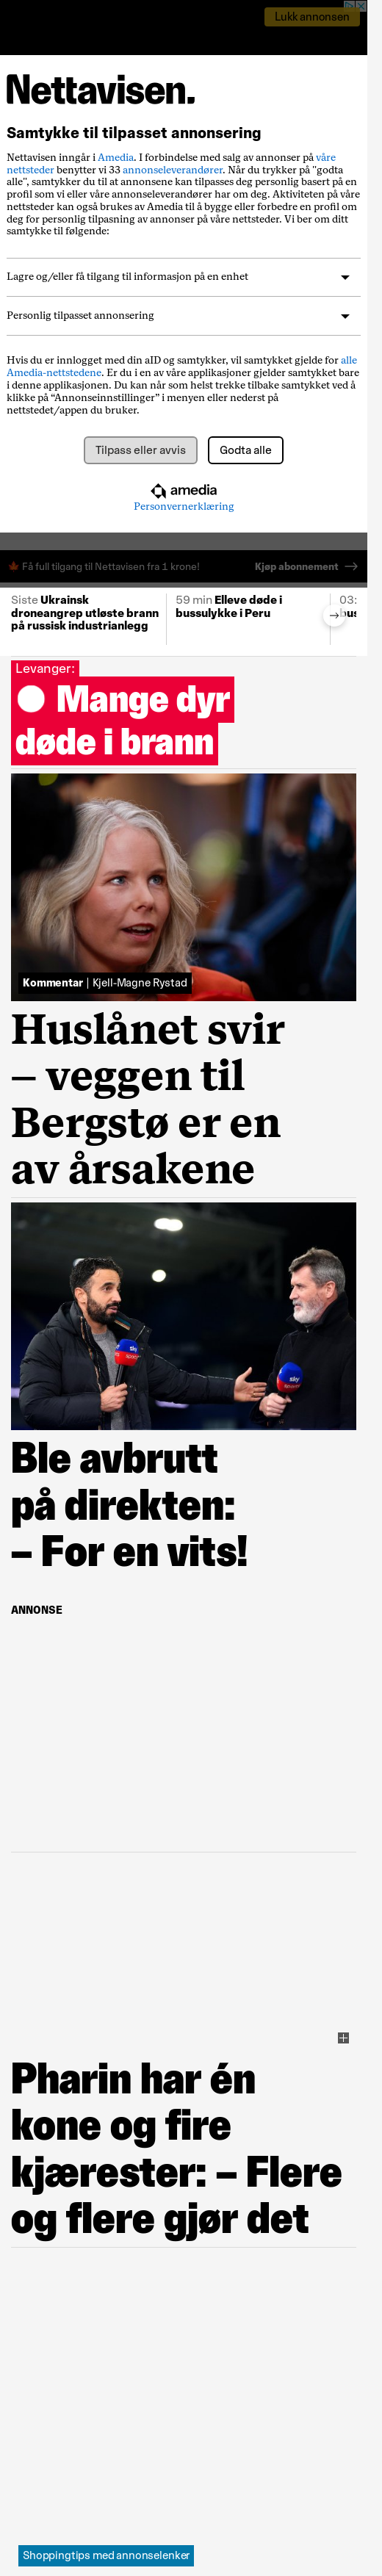 Lukk annonsen
Nettavisen.
Samtykke til tilpasset annonsering
Nettavisen inngår i Amedia. I forbindelse med salg av annonser på våre
nettsteder benytter vi 33 annonseleverandører. Når du trykker på "godta
alle", samtykker du til at annonsene kan tilpasses deg personlig basert på en
profil som vi eller våre annonseleverandører har om deg. Aktiviteten på våre
nettsteder kan også brukes av Amedia til å bygge eller forbedre en profil om
deg for personlig tilpasning av annonser på våre nettsteder. Vi ber om ditt
samtykke til følgende:
Lagre og/eller få tilgang til informasjon på en enhet
Personlig tilpasset annonsering
Hvis du er innlogget med din aID og samtykker, vil samtykket gjelde for alle
Amedia-nettstedene. Er du i en av våre applikasjoner gjelder samtykket bare
i denne applikasjonen. Du kan når som helst trekke tilbake samtykket ved å
klikke på “Annonseinnstillinger” i menyen eller nederst på
nettstedet/appen du bruker.
Tilpass eller avvis
Godta alle
amedia
Personvernerklæring
Få full tilgang til Nettavisen fra 1 krone!
Kjøp abonnement
Siste Ukrainsk
droneangrep utløste brann
på russisk industrianlegg
59 min Elleve døde i
bussulykke i Peru
03:
Levanger:
Mange dyr
døde i brann
Kommentar | Kjell-Magne Rystad
Huslånet svir
– veggen til
Bergstø er en
av årsakene
sky
sports
sky
Ble avbrutt
på direkten:
– For en vits!
ANNONSE
Pharin har én
kone og fire
kjærester: – Flere
og flere gjør det
Shoppingtips med annonselenker